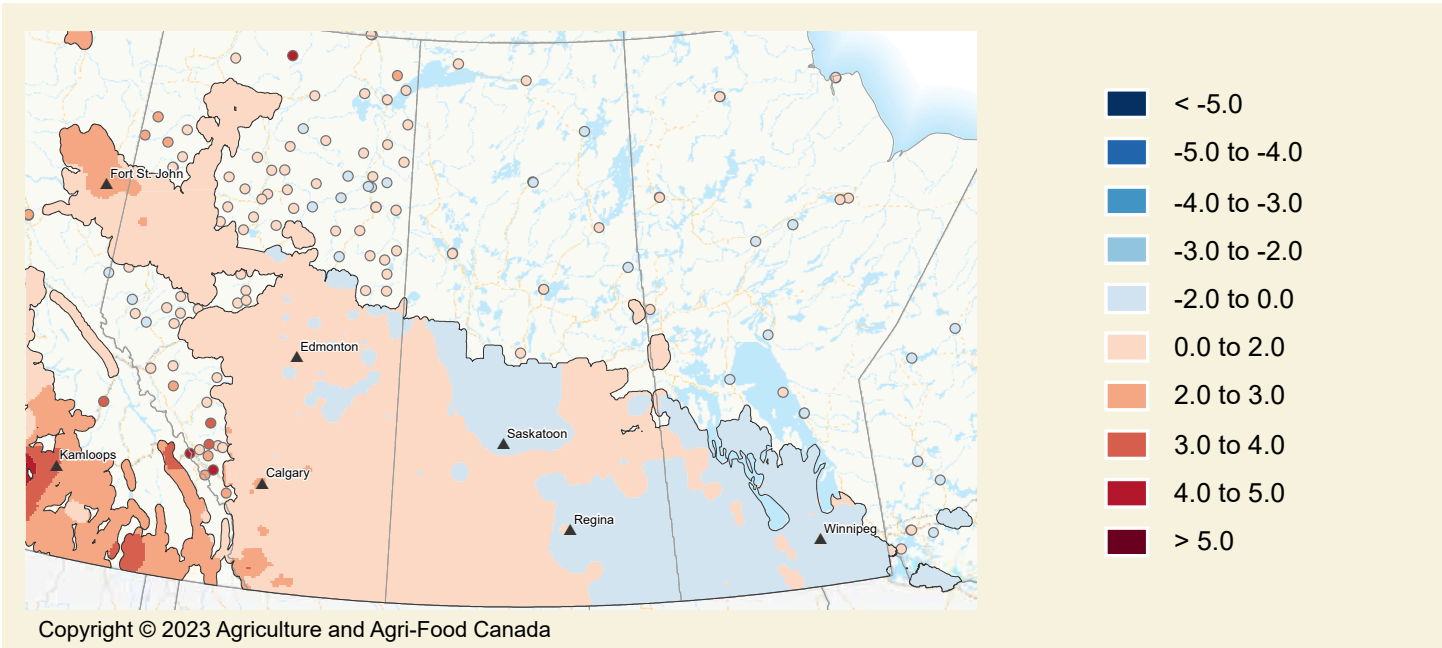 Fort St. John
Edmonton
Saskatoon
Kamloops
Calgary
Regina
Winnipeg
< -5.0
-5.0 to -4.0
-4.0 to -3.0
-3.0 to -2.0
-2.0 to 0.0
0.0 to 2.0
2.0 to 3.0
3.0 to 4.0
4.0 to 5.0
> 5.0
Copyright © 2023 Agriculture and Agri-Food Canada